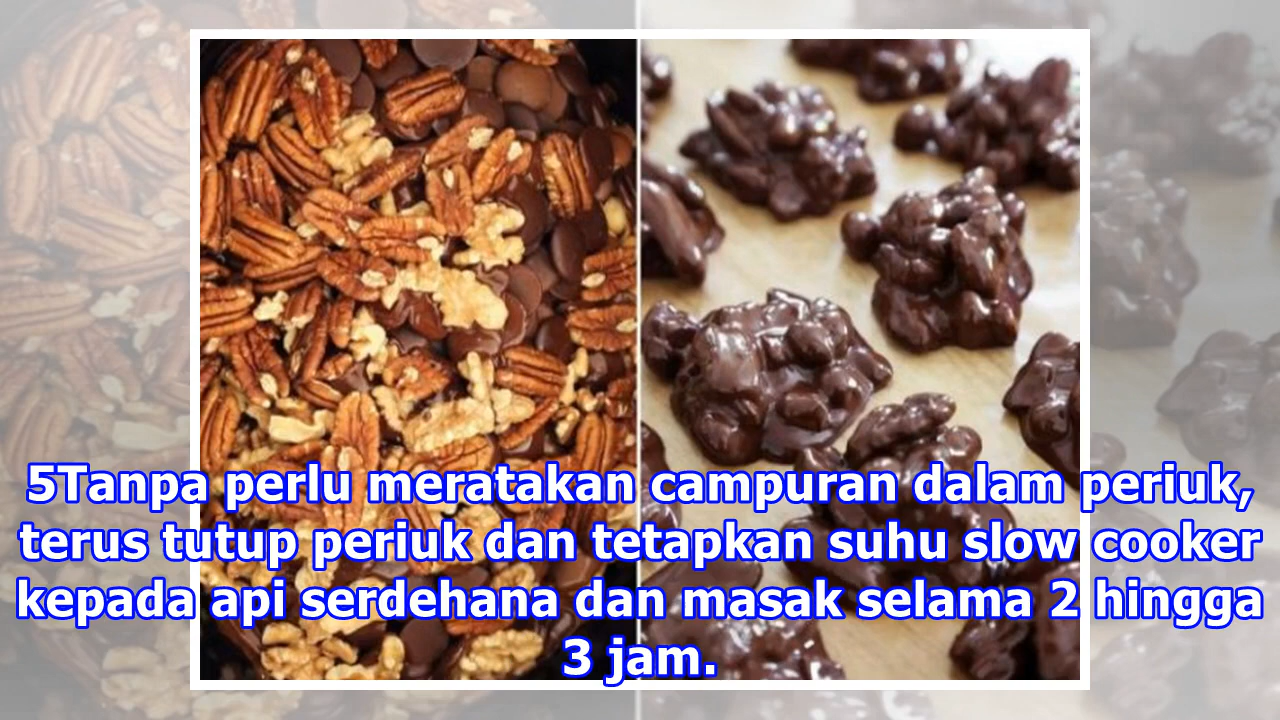 5Tanpa perlu meratakan campuran dalam periuk,
terus tutup periuk dan tetapkan suhu slow cooker
kepada api serdehana dan masak selama 2 hingga
3 jam.